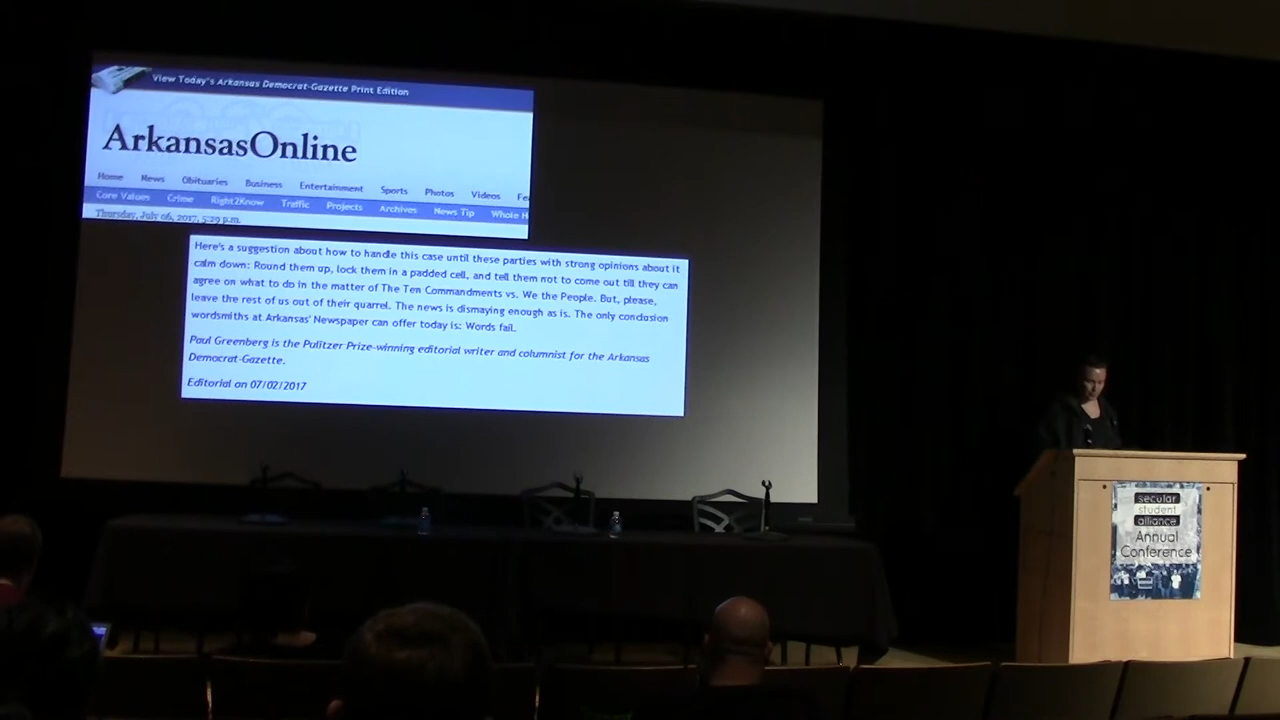 View Today's Arkansas Democrat-Gazette Print Edition
ArkansasOnline
Home News Obituaries Business Entertainment Sports Photos Videos Fe
Core Values Crime Right2Know Traffic Projects Archives News Tip Whole H
Thursday, July 06, 2017, 5:29 p.m.
Here's a suggestion about how to handle this case until these parties with strong opinions about it
calm down: Round them up, lock them in a padded cell, and tell them not to come out till they can
agree on what to do in the matter of The Ten Commandments vs. We the People. But, please,
leave the rest of us out of their quarrel. The news is dismaying enough as is. The only conclusion
wordsmiths at Arkansas' Newspaper can offer today is: Words fail.
Paul Greenberg is the Pulitzer Prize-winning editorial writer and columnist for the Arkansas
Democrat-Gazette.
Editorial on 07/02/2017
secular
student
alliance
Annual
Conference